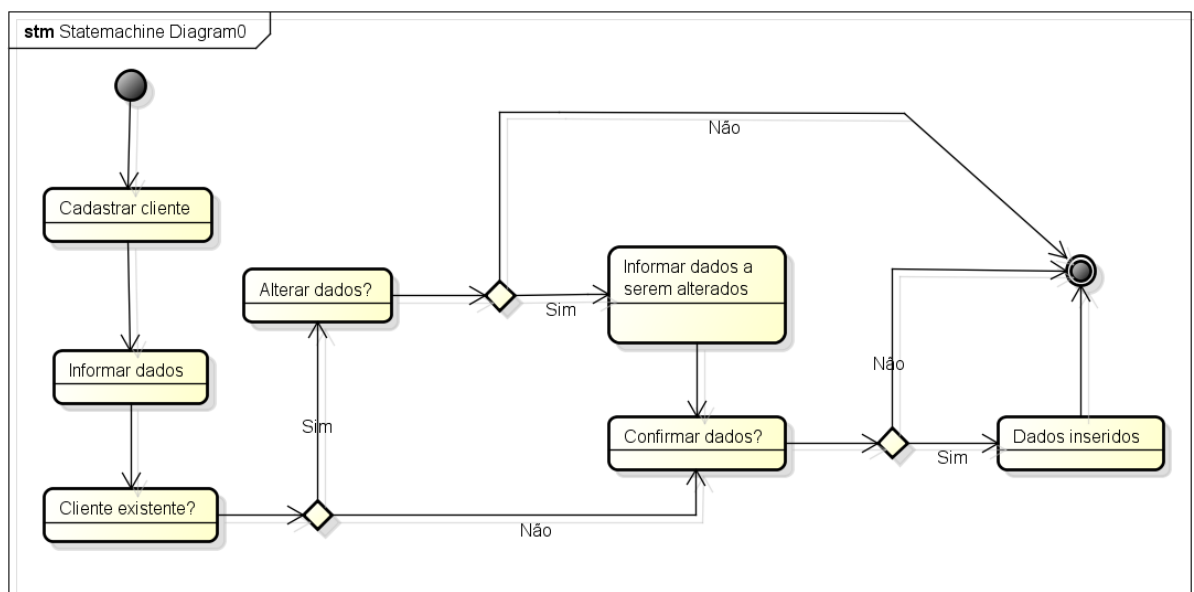 stm Statemachine Diagram0
Cadastrar cliente
Informar dados
Cliente existente?
Sim
Não
Alterar dados?
Não
Sim
Informar dados a
serem alterados
Confirmar dados?
Não
Sim
Dados inseridos